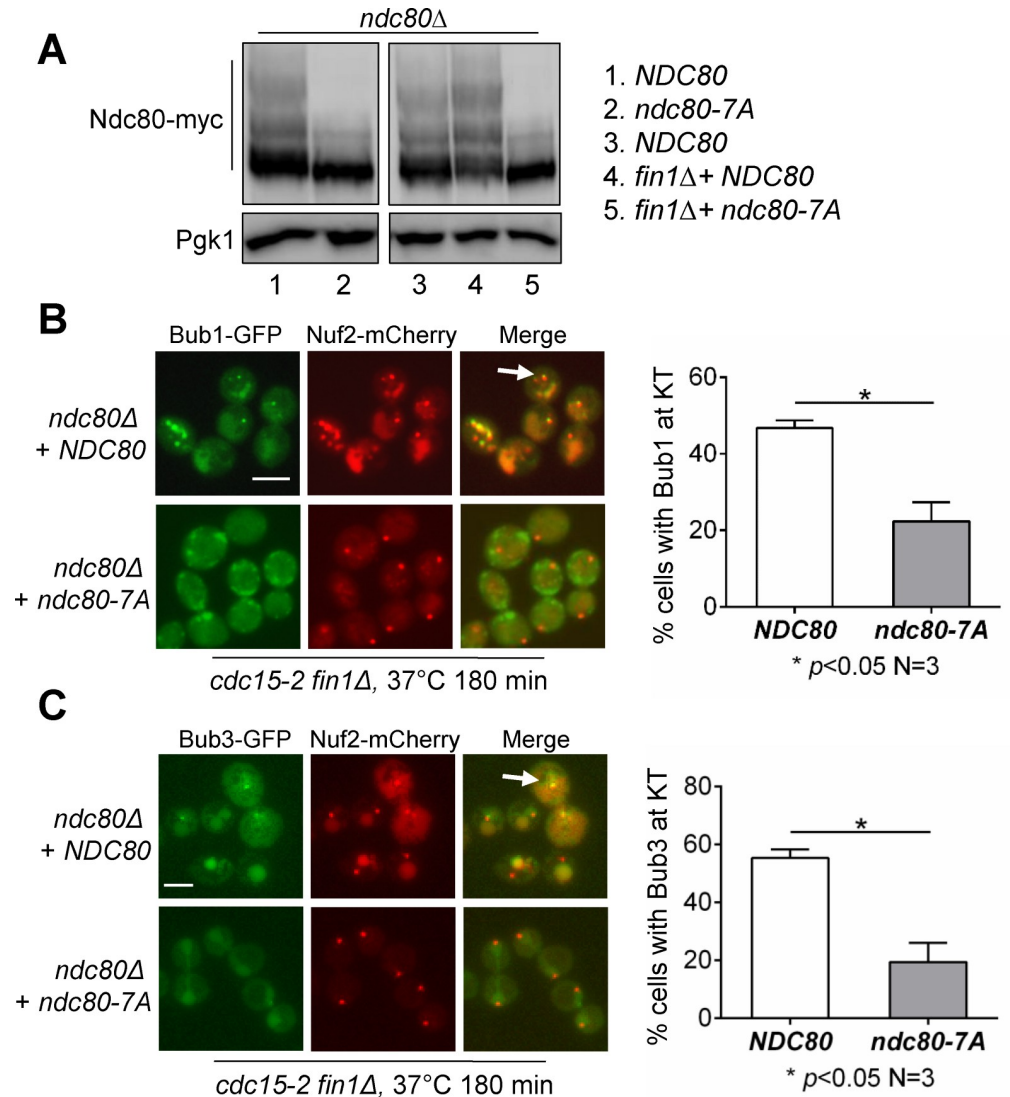 A
ndc80Δ
Ndc80-myc
Pgk1
1 2 3 4 5
1. NDC80
2. ndc80-7A
3. NDC80
4. fin1Δ+ NDC80
5. fin1Δ+ ndc80-7A
B
Bub1-GFP Nuf2-mCherry Merge
ndc80Δ
+ NDC80
ndc80Δ
+ ndc80-7A
cdc15-2 fin1Δ, 37°C 180 min
% cells with Bub1 at KT
60
40
20
0
*
NDC80 ndc80-7A
* p<0.05 N=3
C
Bub3-GFP Nuf2-mCherry Merge
ndc80Δ
+ NDC80
ndc80Δ
+ ndc80-7A
cdc15-2 fin1Δ, 37°C 180 min
% cells with Bub3 at KT
80
60
40
20
0
*
NDC80 ndc80-7A
* p<0.05 N=3